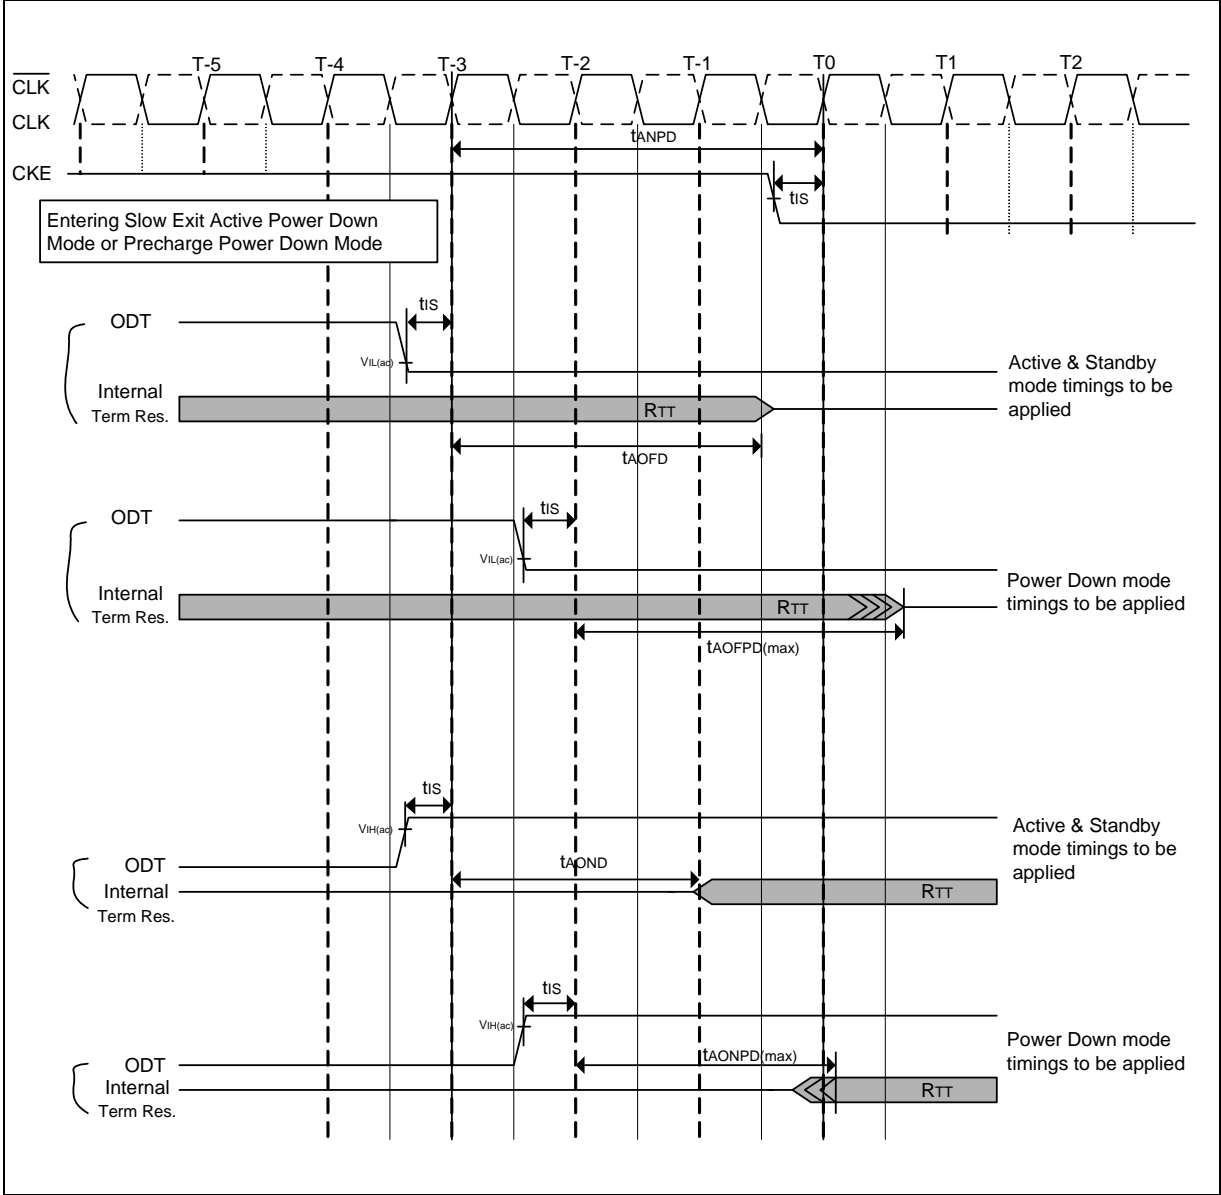 T-5 T-4 T-3 T-2 T-1 T0 T1 T2
CLK
CLK
tANPD
CKE
tIS
Entering Slow Exit Active Power Down
Mode or Precharge Power Down Mode
tIS
ODT
VIL(ac)
Active & Standby
mode timings to be
applied
Internal
Term Res.
RTT
tAOFD
ODT
tIS
VIL(ac)
Power Down mode
timings to be applied
Internal
Term Res.
RTT
tAOFPD(max)
tIS
VIH(ac)
Active & Standby
mode timings to be
applied
ODT
tAOND
Internal
Term Res.
RTT
tIS
VIH(ac)
Power Down mode
timings to be applied
ODT
tAONPD(max)
Internal
Term Res.
RTT